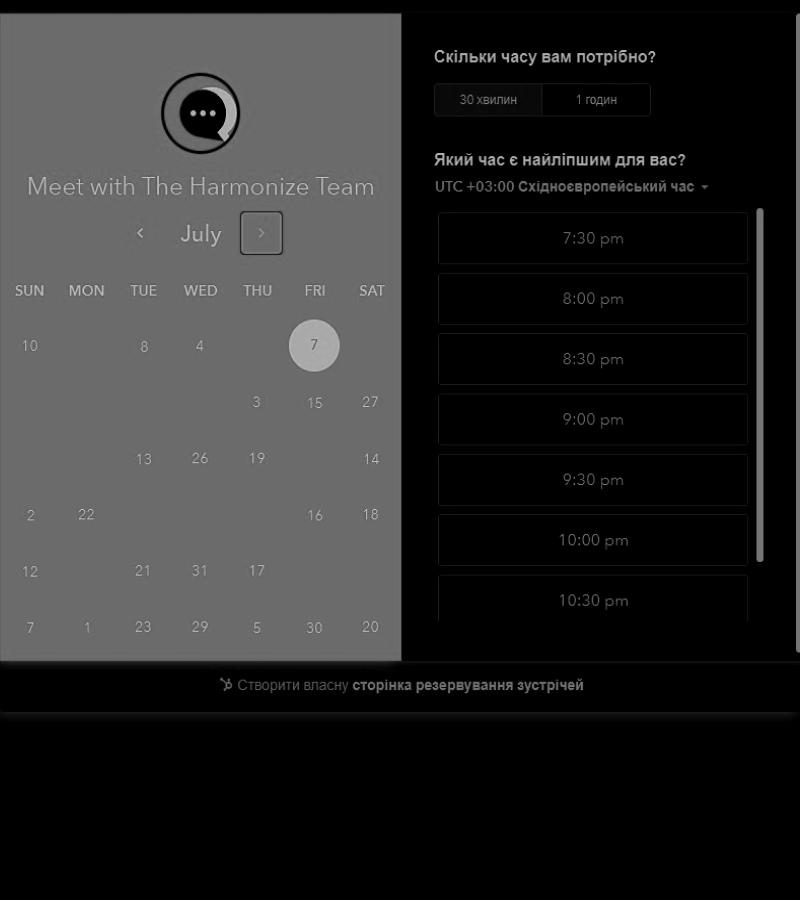 Meet with The Harmonize Team
July
SUN MON TUE WED THU FRI SAT
10 8 4 7
3 15 27
13 26 19 14
2 22 16 18
12 21 31 17
7 1 23 29 5 30 20
Скільки часу вам потрібно?
30 хвилин 1 годин
Який час є найліпшим для вас?
UTC +03:00 Східноєвропейський час
7:30 pm
8:00 pm
8:30 pm
9:00 pm
9:30 pm
10:00 pm
10:30 pm
Створити власну сторінка резервування зустрічей